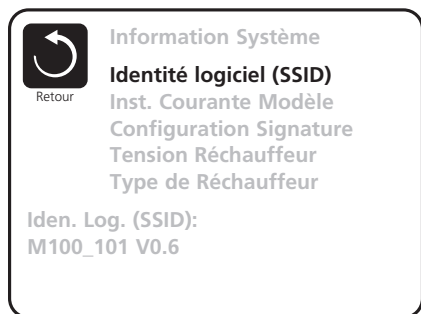 Information Système
Retour
Identité logiciel (SSID)
Inst. Courante Modèle
Configuration Signature
Tension Réchauffeur
Type de Réchauffeur
Iden. Log. (SSID):
M100_101 V0.6